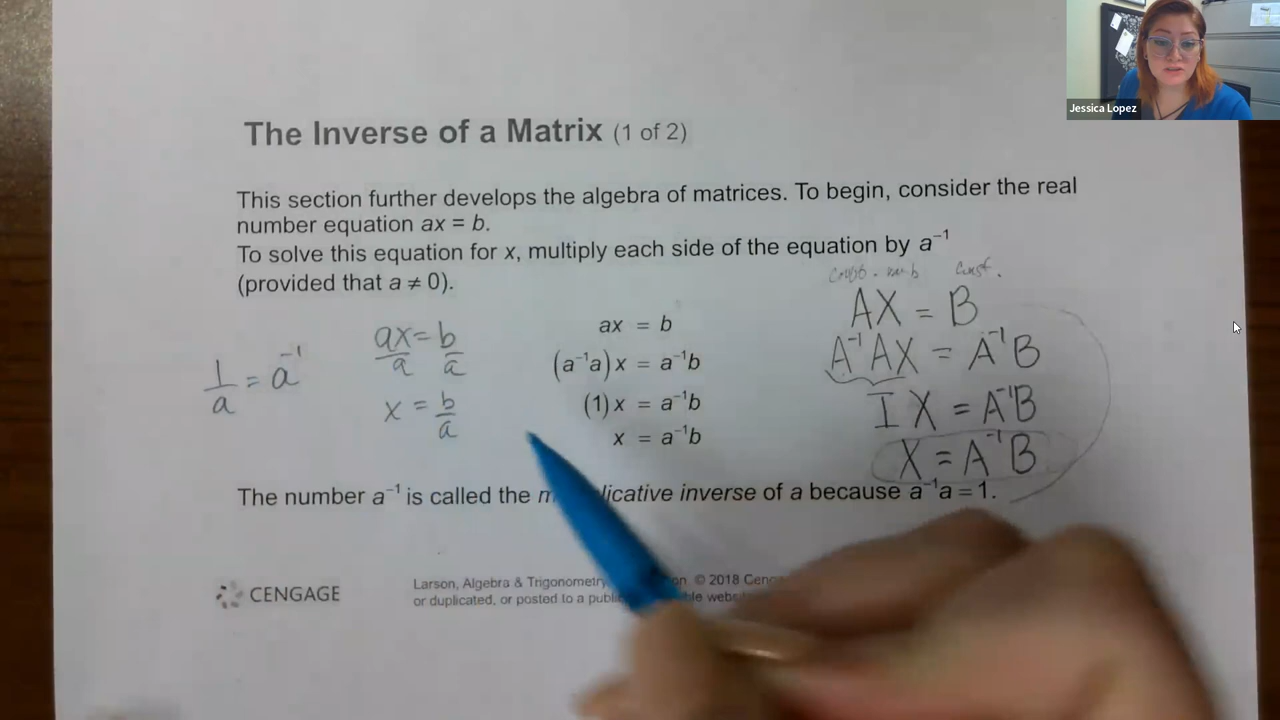 Jessica Lopez
The Inverse of a Matrix (1 of 2)
This section further develops the algebra of matrices. To begin, consider the real
number equation ax = b.
To solve this equation for x, multiply each side of the equation by a⁻¹
(provided that a ≠ 0).
1/a = a⁻¹
ax/a = b/a
x = b/a
ax = b
(a⁻¹a)x = a⁻¹b
(1)x = a⁻¹b
x = a⁻¹b
const.
AX = B
A⁻¹AX = A⁻¹B
IX = A⁻¹B
X = A⁻¹B
The number a⁻¹ is called the inverse of a because a⁻¹a = 1.
CENGAGE
Larson, Algebra & Trigonometry © 2018
or duplicated, or posted to a